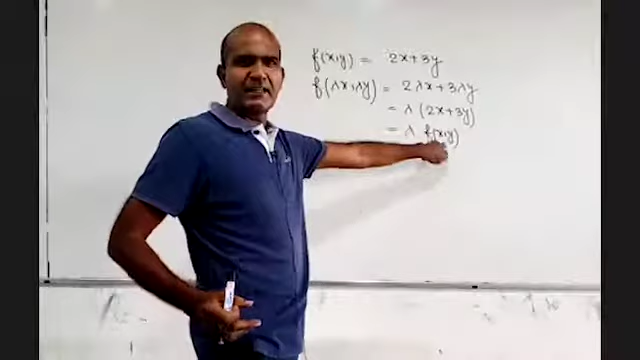 f(x,y) = 2x+3y
f(λx,λy) = 2λx+3λy
= λ (2x+3y)
= λ f(x,y)